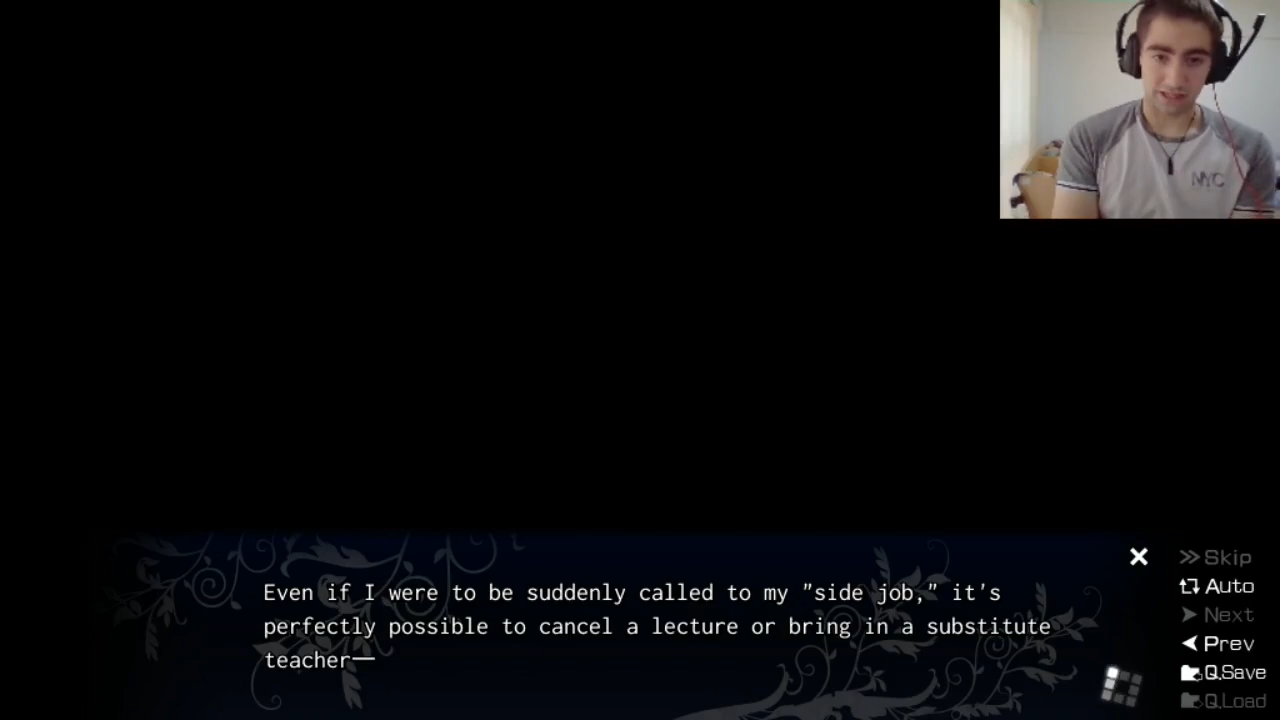 NYC
Even if I were to be suddenly called to my "side job," it's
perfectly possible to cancel a lecture or bring in a substitute
teacher—
Skip
Auto
Next
Prev
Q.Save
Q.Load